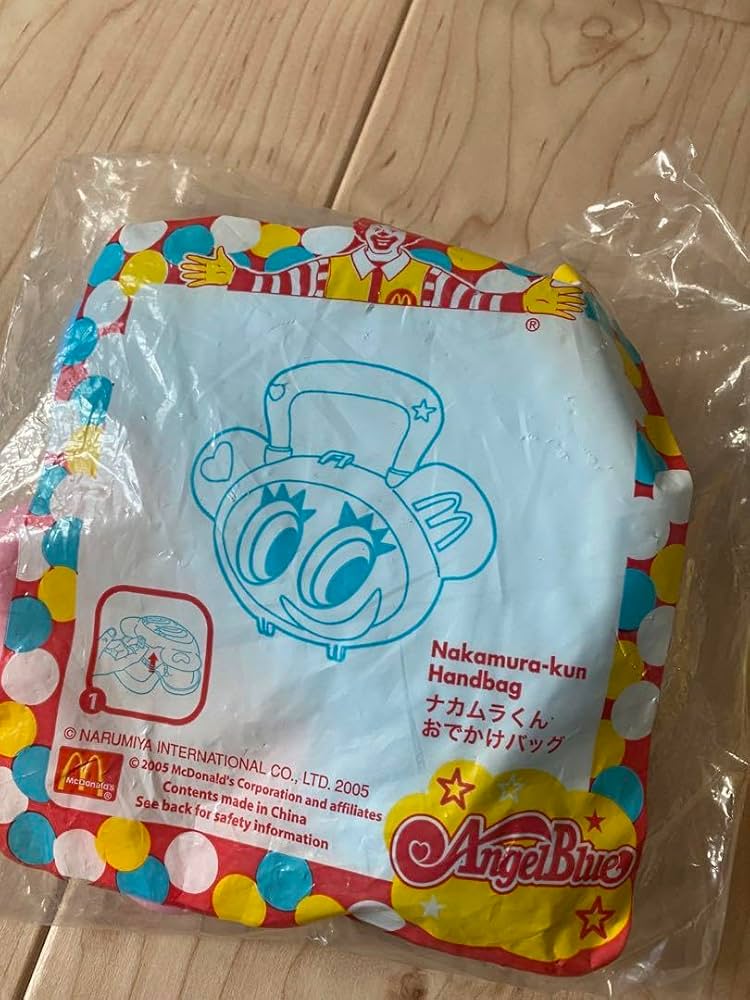 ®
Nakamura-kun
Handbag
ナカムラくん
おでかけバッグ
1
© NARUMIYA INTERNATIONAL CO., LTD. 2005
© 2005 McDonald's Corporation and affiliates
Contents made in China
See back for safety information
McDonald's
®
AngelBlue